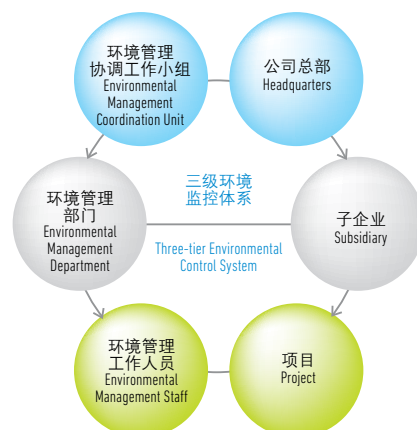 环境管理
协调工作小组
Environmental
Management
Coordination Unit
公司总部
Headquarters
环境管理
部门
Environmental
Management
Department
三级环境
监控体系
Three-tier Environmental
Control System
子企业
Subsidiary
环境管理
工作人员
Environmental
Management Staff
项目
Project